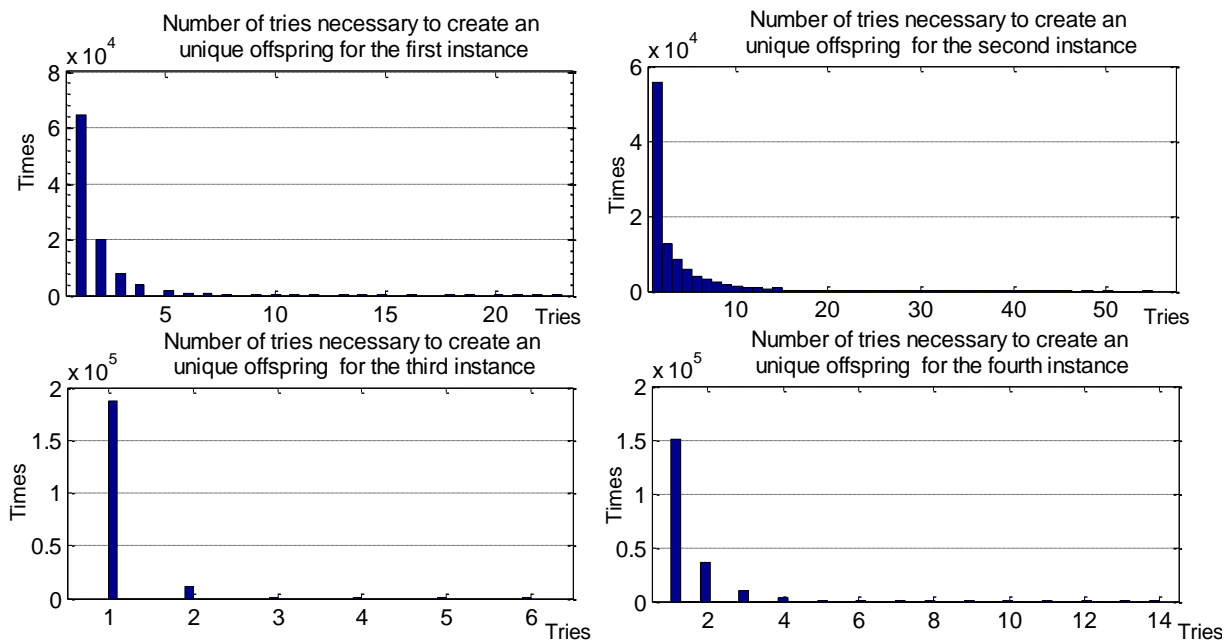 Number of tries necessary to create an
unique offspring for the first instance
x 10^4
8
6
4
2
0
Times
5
10
15
20
Tries
Number of tries necessary to create an
unique offspring for the second instance
x 10^4
6
4
2
0
Times
10
20
30
40
50
Tries
Number of tries necessary to create an
unique offspring for the third instance
x 10^5
2
1.5
1
0.5
0
Times
1
2
3
4
5
6
Tries
Number of tries necessary to create an
unique offspring for the fourth instance
x 10^5
2
1.5
1
0.5
0
Times
2
4
6
8
10
12
14
Tries